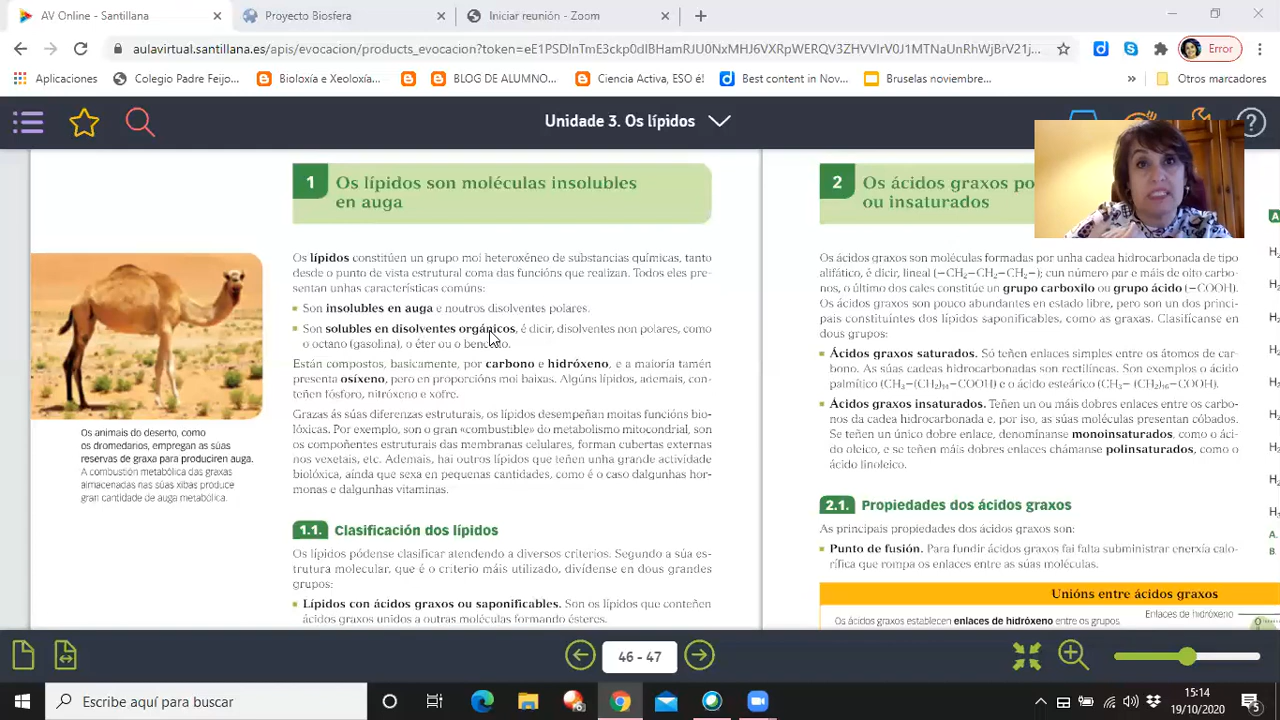 AV Online - Santillana
Proyecto Biosfera
Iniciar reunión - Zoom
aulavirtual.santillana.es/apis/evocacion/products_evocacion?token=
Error
Aplicaciones
Colegio Padre Feijo...
Bioloxía e Xeoloxía...
BLOG DE ALUMNO...
Ciencia Activa, ESO é!
Best content in Nov...
Bruselas noviembre...
»
Otros marcadores
Unidade 3. Os lípidos
1
Os lípidos son moléculas insolubles
en auga
Os lípidos constitúen un grupo moi heteroxéneo de substancias químicas, tanto
desde o punto de vista estrutural coma das funcións que realizan. Todos eles pre-
sentan unhas características comúns:
Son insolubles en auga e noutros disolventes polares.
Son solubles en disolventes orgánicos, é dicir, disolventes non polares, como
o octano (gasolina), o éter ou o benceno.
Están compostos, basicamente, por carbono e hidróxeno, e a maioría tamén
presenta osíxeno, pero en proporcións moi baixas. Algúns lípidos, ademais, con-
teñen fósforo, nitróxeno e xofre.
Grazas ás súas diferenzas estruturais, os lípidos desempeñan moitas funcións bio-
lóxicas. Por exemplo, son o gran «combustible» do metabolismo mitocondrial, son
os compoñentes estruturais das membranas celulares, forman cubertas externas
nos vexetais, etc. Ademais, hai outros lípidos que teñen unha grande actividade
biolóxica, aínda que sexa en pequenas cantidades, como é o caso dalgunhas hor-
monas e dalgunhas vitaminas.
Os animais do deserto, como
os dromedarios, empregan as súas
reservas de graxa para produciren auga.
A combustión metabólica das graxas
almacenadas nas súas xibas produce
gran cantidade de auga metabólica.
1.1. Clasificación dos lípidos
Os lípidos pódense clasificar atendendo a diversos criterios. Segundo a súa es-
trutura molecular, que é o criterio máis utilizado, divídense en dous grandes
grupos:
Lípidos con ácidos graxos ou saponificables. Son os lípidos que conteñen
ácidos graxos unidos a outras moléculas formando ésteres.
2
Os ácidos graxos po
ou insaturados
Os ácidos graxos son moléculas formadas por unha cadea hidrocarbonada de tipo
alifático, é dicir, lineal (−CH₂−CH₂−CH₂−); cun número par e máis de oito carbo-
nos, o último dos cales constitúe un grupo carboxilo ou grupo ácido (−COOH).
Os ácidos graxos son pouco abundantes en estado libre, pero son un dos princi-
pais constituíntes doutros lípidos saponificables, como as graxas. Clasifícanse en
dous grupos:
Ácidos graxos saturados. Só teñen enlaces simples entre os átomos de car-
bono. As súas cadeas hidrocarbonadas son rectilíneas. Son exemplos o ácido
palmítico (CH₃−(CH₂)₁₄−COOH) e o ácido esteárico (CH₃− (CH₂)₁₆−COOH).
Ácidos graxos insaturados. Teñen un ou máis dobres enlaces entre os carbo-
nos da cadea hidrocarbonada e, por iso, as súas moléculas presentan cóbados.
Se teñen un único dobre enlace, denomínanse monoinsaturados, como o áci-
do oleico, e se teñen máis dobres enlaces chámanse polinsaturados, como o
ácido linoleico.
2.1. Propiedades dos ácidos graxos
As principais propiedades dos ácidos graxos son:
Punto de fusión. Para fundir ácidos graxos fai falta subministrar enerxía calo-
rífica que rompa os enlaces entre as súas moléculas.
Unións entre ácidos graxos
Enlaces de hidróxeno
Os ácidos graxos establecen enlaces de hidróxeno entre os grupos
A.
B.
46 - 47
Escribe aquí para buscar
15:14
19/10/2020
5